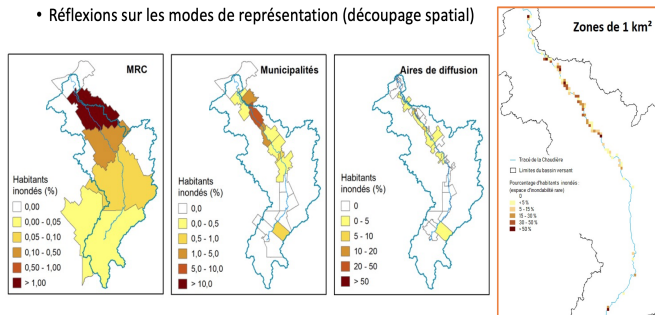 • Réflexions sur les modes de représentation (découpage spatial)
MRC
Habitants
inondés (%)
0,00
0,00 - 0,05
0,05 - 0,10
0,10 - 0,50
0,50 - 1,00
> 1,00
Municipalités
Habitants
inondés (%)
0,0
0,0 - 0,5
0,5 - 1,0
1,0 - 5,0
5,0 - 10,0
> 10,0
Aires de diffusion
Habitants
inondés (%)
0
0 - 5
5 - 10
10 - 20
20 - 50
> 50
Zones de 1 km²
Tracé de la Chaudière
Limites du bassin versant
Pourcentage d'habitants inondés
(espace d'inondabilité rare)
0
< 5 %
5 - 15 %
15 - 30 %
30 - 50 %
> 50 %